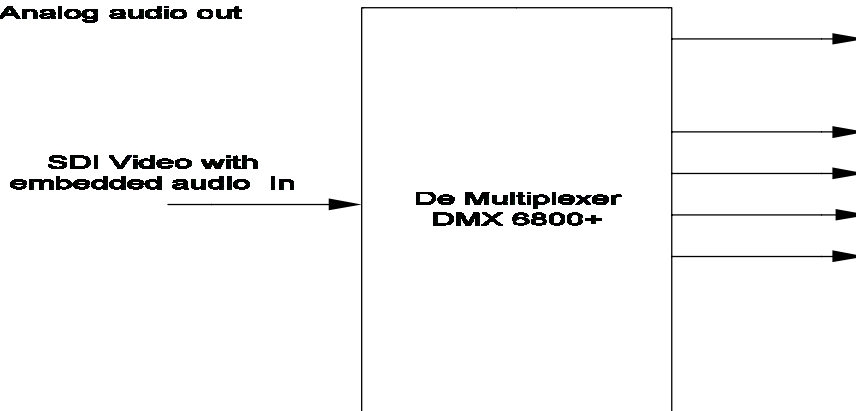 Analog audio out
SDI Video with
embedded audio In
De Multiplexer
DMX 6800+